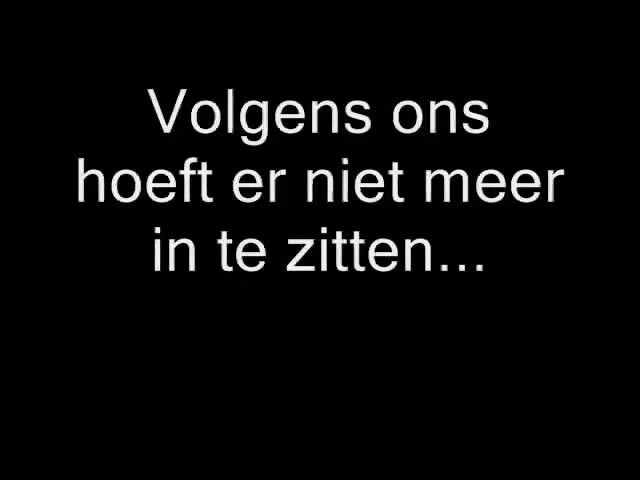 Volgens ons
hoeft er niet meer
in te zitten...